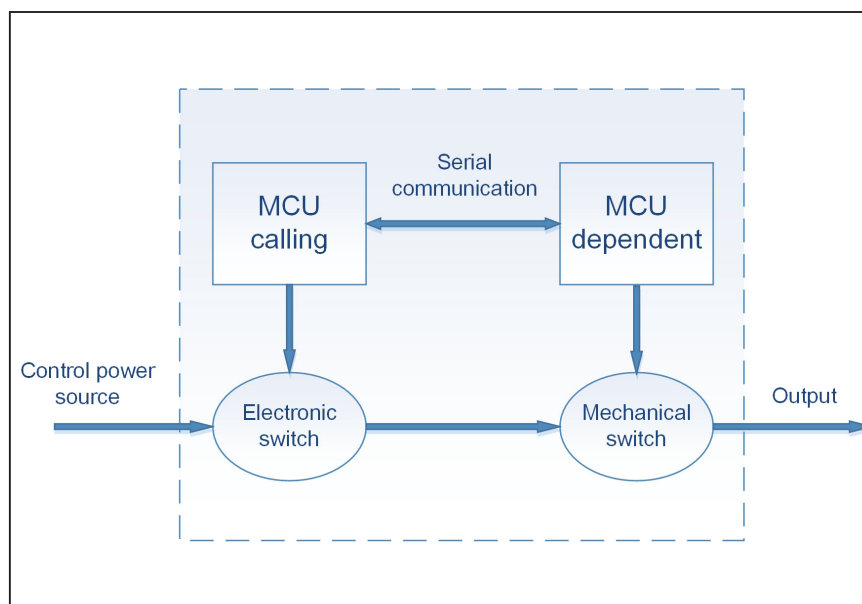 Serial
communication
MCU
calling
MCU
dependent
Control power
source
Electronic
switch
Mechanical
switch
Output